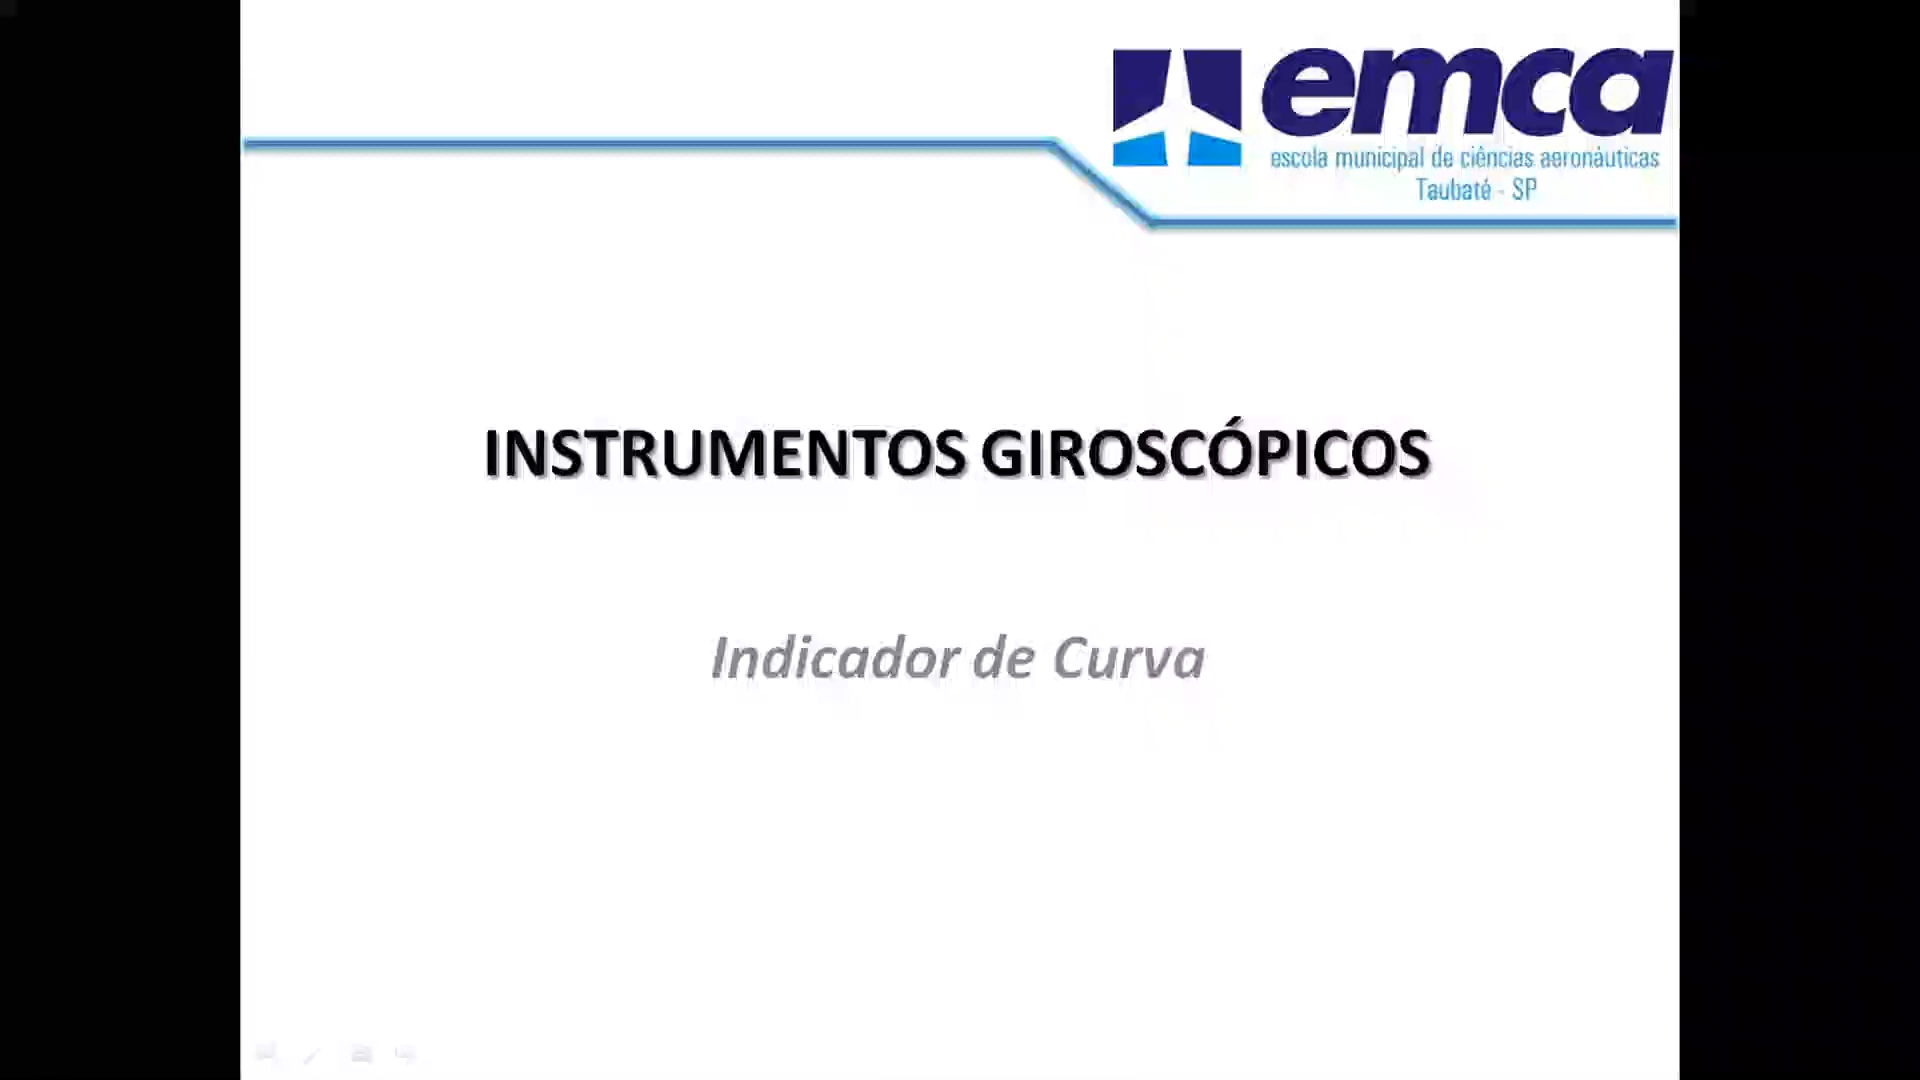 emca
escola municipal de ciências aeronáuticas
Taubaté - SP
INSTRUMENTOS GIROSCÓPICOS
Indicador de Curva